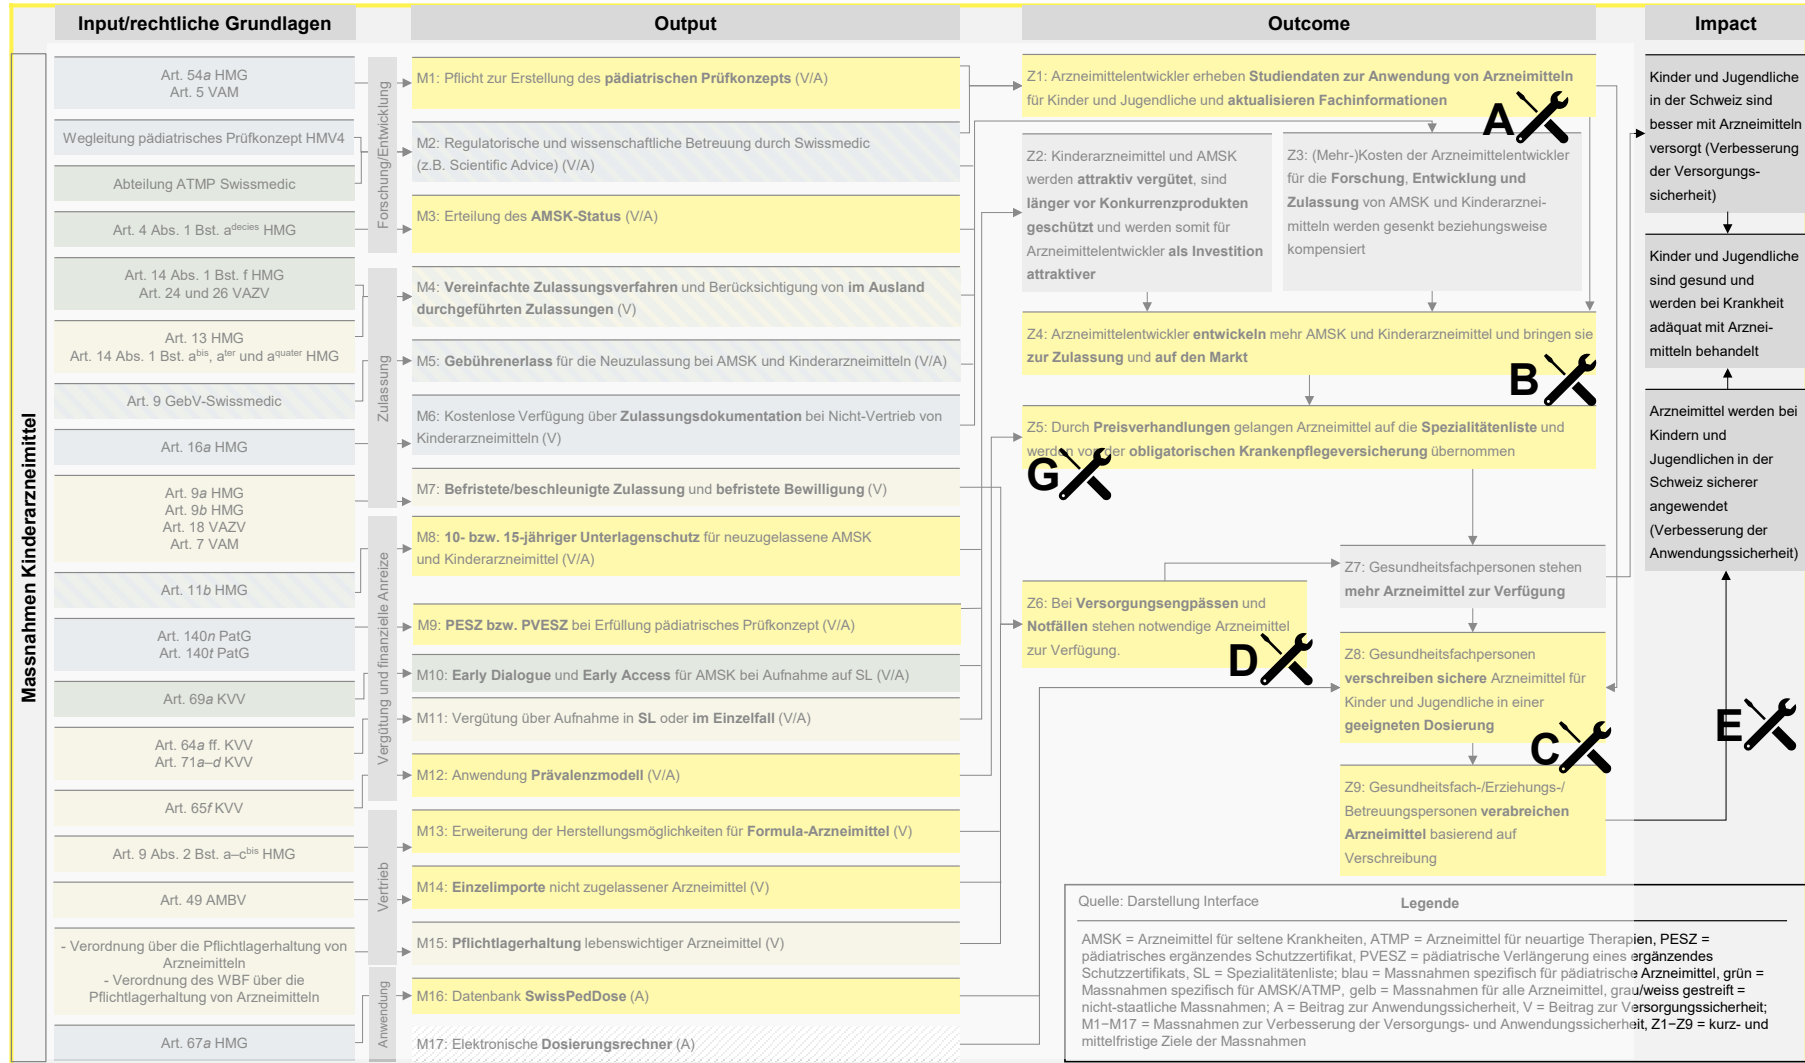 Input/rechtliche Grundlagen
Output
Outcome
Impact
Massnahmen Kinderarzneimittel
Art. 54a HMG
Art. 5 VAM
Wegleitung pädiatrisches Prüfkonzept HMV4
Abteilung ATMP Swissmedic
Art. 4 Abs. 1 Bst. adecies HMG
Art. 14 Abs. 1 Bst. f HMG
Art. 24 und 26 VAZV
Art. 13 HMG
Art. 14 Abs. 1 Bst. abis, ater und aquater HMG
Art. 9 GebV-Swissmedic
Art. 16a HMG
Art. 9a HMG
Art. 9b HMG
Art. 18 VAZV
Art. 7 VAM
Art. 11b HMG
Art. 140n PatG
Art. 140t PatG
Art. 69a KVV
Art. 64a ff. KVV
Art. 71a–d KVV
Art. 65f KVV
Art. 9 Abs. 2 Bst. a–cbis HMG
Art. 49 AMBV
- Verordnung über die Pflichtlagerhaltung von
Arzneimitteln
- Verordnung des WBF über die
Pflichtlagerhaltung von Arzneimitteln
Art. 67a HMG
Forschung/Entwicklung
Zulassung
Vergütung und finanzielle Anreize
Vertrieb
Anwendung
M1: Pflicht zur Erstellung des pädiatrischen Prüfkonzepts (V/A)
M2: Regulatorische und wissenschaftliche Betreuung durch Swissmedic
(z.B. Scientific Advice) (V/A)
M3: Erteilung des AMSK-Status (V/A)
M4: Vereinfachte Zulassungsverfahren und Berücksichtigung von im Ausland
durchgeführten Zulassungen (V)
M5: Gebührenerlass für die Neuzulassung bei AMSK und Kinderarzneimitteln (V/A)
M6: Kostenlose Verfügung über Zulassungsdokumentation bei Nicht-Vertrieb von
Kinderarzneimitteln (V)
M7: Befristete/beschleunigte Zulassung und befristete Bewilligung (V)
M8: 10- bzw. 15-jähriger Unterlagenschutz für neuzugelassene AMSK
und Kinderarzneimittel (V/A)
M9: PESZ bzw. PVESZ bei Erfüllung pädiatrisches Prüfkonzept (V/A)
M10: Early Dialogue und Early Access für AMSK bei Aufnahme auf SL (V/A)
M11: Vergütung über Aufnahme in SL oder im Einzelfall (V/A)
M12: Anwendung Prävalenzmodell (V/A)
M13: Erweiterung der Herstellungsmöglichkeiten für Formula-Arzneimittel (V)
M14: Einzelimporte nicht zugelassener Arzneimittel (V)
M15: Pflichtlagerhaltung lebenswichtiger Arzneimittel (V)
M16: Datenbank SwissPedDose (A)
M17: Elektronische Dosierungsrechner (A)
Z1: Arzneimittelentwickler erheben Studiendaten zur Anwendung von Arzneimitteln
für Kinder und Jugendliche und aktualisieren Fachinformationen
A
Z2: Kinderarzneimittel und AMSK
werden attraktiv vergütet, sind
länger vor Konkurrenzprodukten
geschützt und werden somit für
Arzneimittelentwickler als Investition
attraktiver
Z3: (Mehr-)Kosten der Arzneimittelentwickler
für die Forschung, Entwicklung und
Zulassung von AMSK und Kinderarznei-
mitteln werden gesenkt beziehungsweise
kompensiert
Z4: Arzneimittelentwickler entwickeln mehr AMSK und Kinderarzneimittel und bringen sie
zur Zulassung und auf den Markt
B
Z5: Durch Preisverhandlungen gelangen Arzneimittel auf die Spezialitätenliste und
werden von der obligatorischen Krankenpflegeversicherung übernommen
G
Z6: Bei Versorgungsengpässen und
Notfällen stehen notwendige Arzneimittel
zur Verfügung.
D
Z7: Gesundheitsfachpersonen stehen
mehr Arzneimittel zur Verfügung
Z8: Gesundheitsfachpersonen
verschreiben sichere Arzneimittel für
Kinder und Jugendliche in einer
geeigneten Dosierung
C
Z9: Gesundheitsfach-/Erziehungs-/
Betreuungspersonen verabreichen
Arzneimittel basierend auf
Verschreibung
Kinder und Jugendliche
in der Schweiz sind
besser mit Arzneimitteln
versorgt (Verbesserung
der Versorgungs-
sicherheit)
Kinder und Jugendliche
sind gesund und
werden bei Krankheit
adäquat mit Arznei-
mitteln behandelt
Arzneimittel werden bei
Kindern und
Jugendlichen in der
Schweiz sicherer
angewendet
(Verbesserung der
Anwendungssicherheit)
E
Quelle: Darstellung Interface
Legende
AMSK = Arzneimittel für seltene Krankheiten, ATMP = Arzneimittel für neuartige Therapien, PESZ =
pädiatrisches ergänzendes Schutzzertifikat, PVESZ = pädiatrische Verlängerung eines ergänzendes
Schutzzertifikats, SL = Spezialitätenliste; blau = Massnahmen spezifisch für pädiatrische Arzneimittel, grün =
Massnahmen spezifisch für AMSK/ATMP, gelb = Massnahmen für alle Arzneimittel, grau/weiss gestreift =
nicht-staatliche Massnahmen; A = Beitrag zur Anwendungssicherheit, V = Beitrag zur Versorgungssicherheit;
M1−M17 = Massnahmen zur Verbesserung der Versorgungs- und Anwendungssicherheit, Z1−Z9 = kurz- und
mittelfristige Ziele der Massnahmen